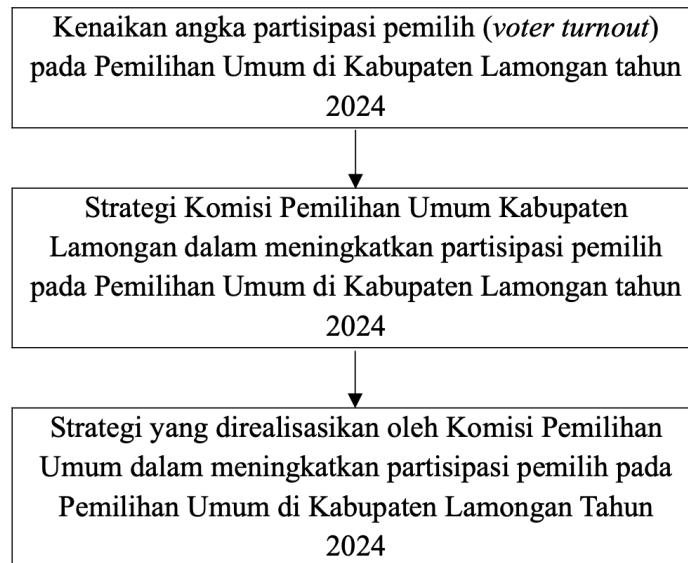 Kenaikan angka partisipasi pemilih (voter turnout)
pada Pemilihan Umum di Kabupaten Lamongan tahun
2024
Strategi Komisi Pemilihan Umum Kabupaten
Lamongan dalam meningkatkan partisipasi pemilih
pada Pemilihan Umum di Kabupaten Lamongan tahun
2024
Strategi yang direalisasikan oleh Komisi Pemilihan
Umum dalam meningkatkan partisipasi pemilih pada
Pemilihan Umum di Kabupaten Lamongan Tahun
2024